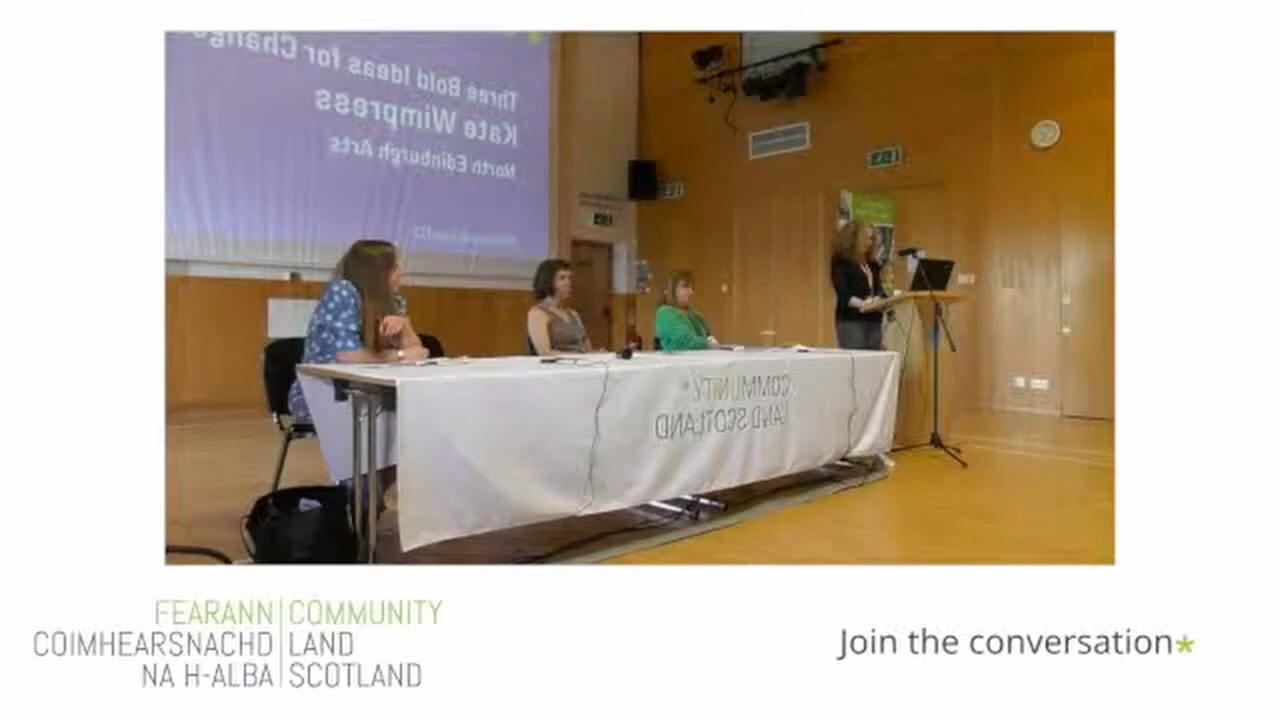 Three Bold Ideas for Change
Kate Wimpress
North Edinburgh Arts
COMMUNITY
LAND SCOTLAND
FEARANN COMMUNITY
COIMHEARSNACHD LAND
NA H-ALBA SCOTLAND
Join the conversation*